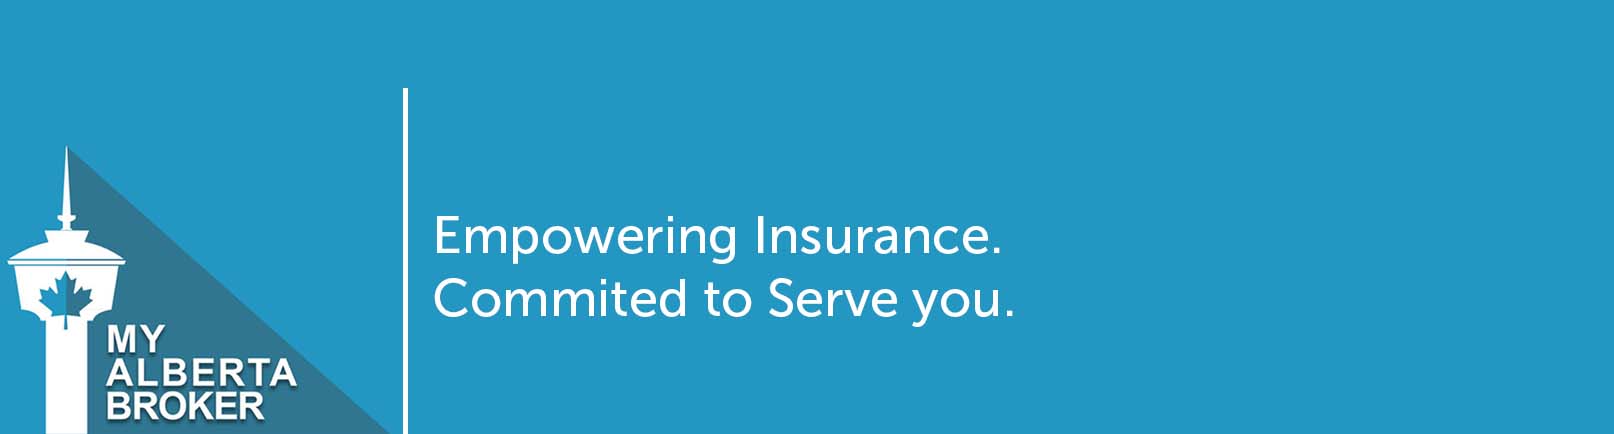 Empowering Insurance.
Commited to Serve you.
MY
ALBERTA
BROKER